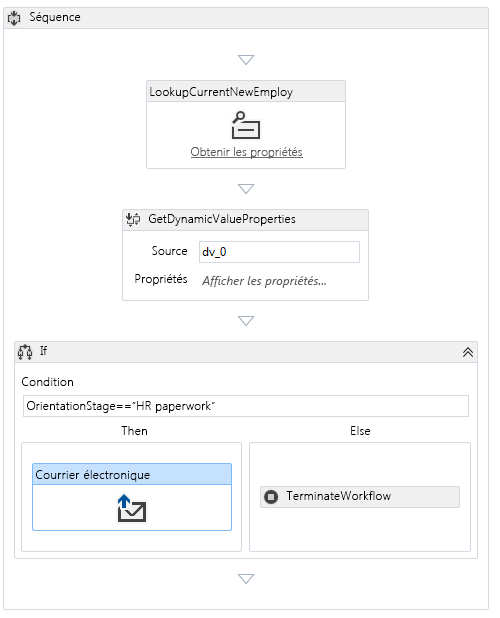 Séquence
LookupCurrentNewEmploy
Obtenir les propriétés
GetDynamicValueProperties
Source dv_0
Propriétés Afficher les propriétés...
If
Condition
OrientationStage=="HR paperwork"
Then Else
Courrier électronique
TerminateWorkflow